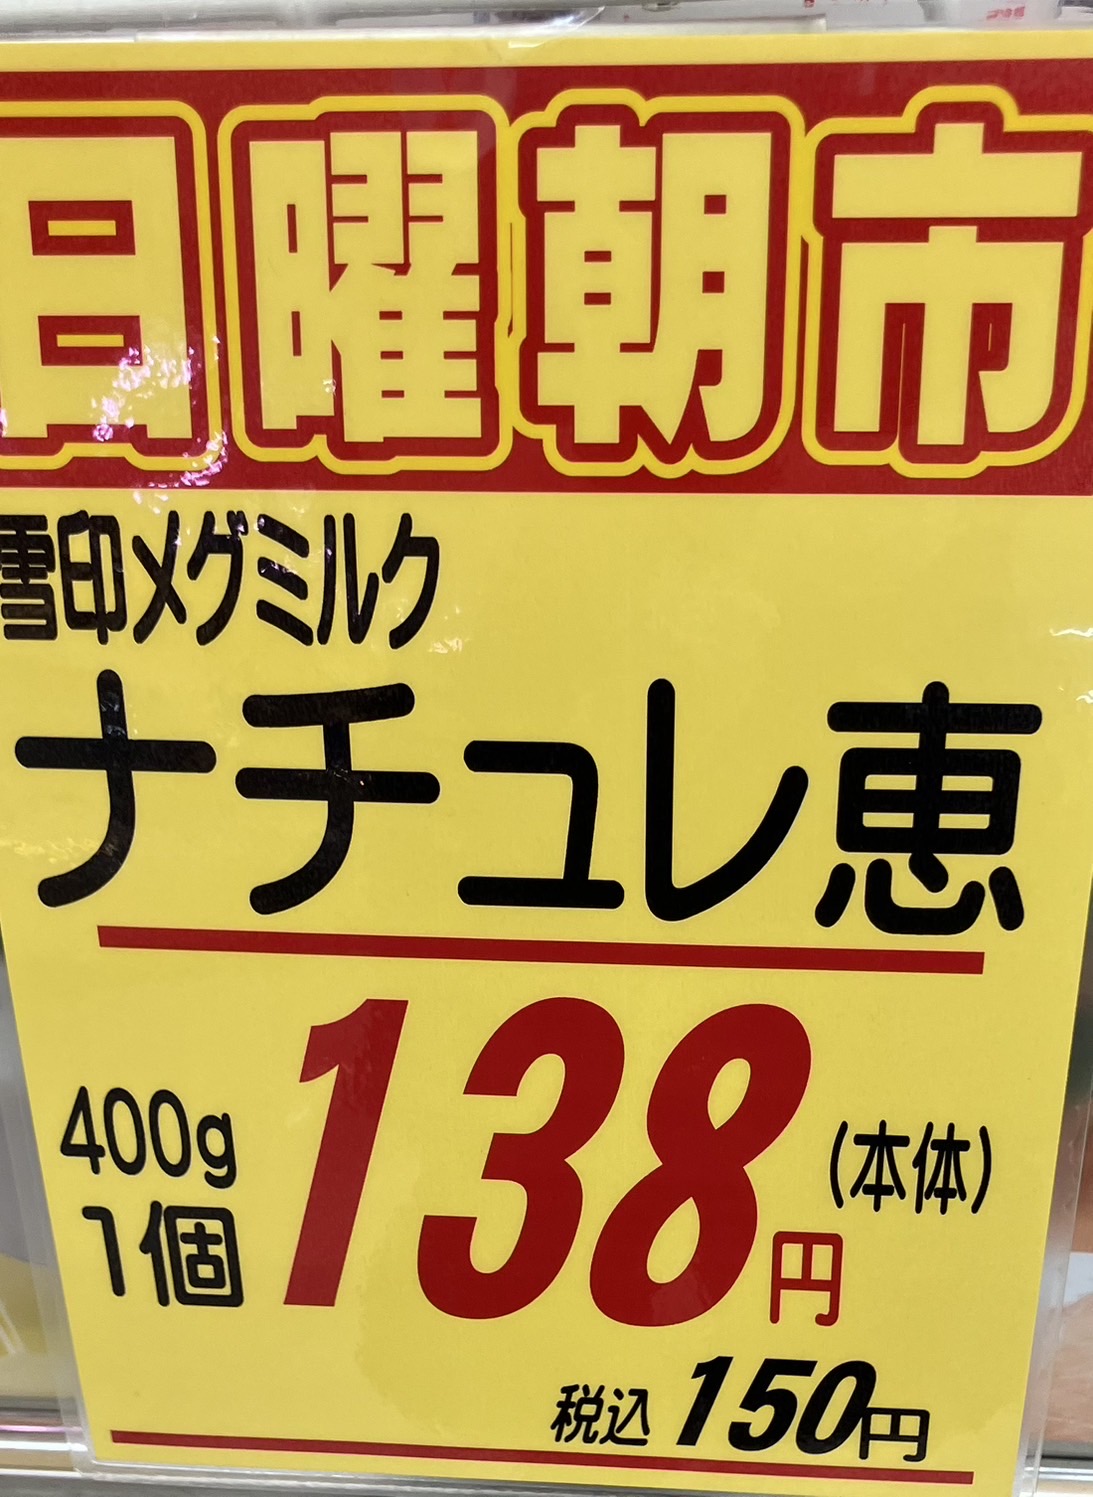 日曜朝市
雪印メグミルク
ナチュレ恵
400g
1個
138円
(本体)
税込 150円